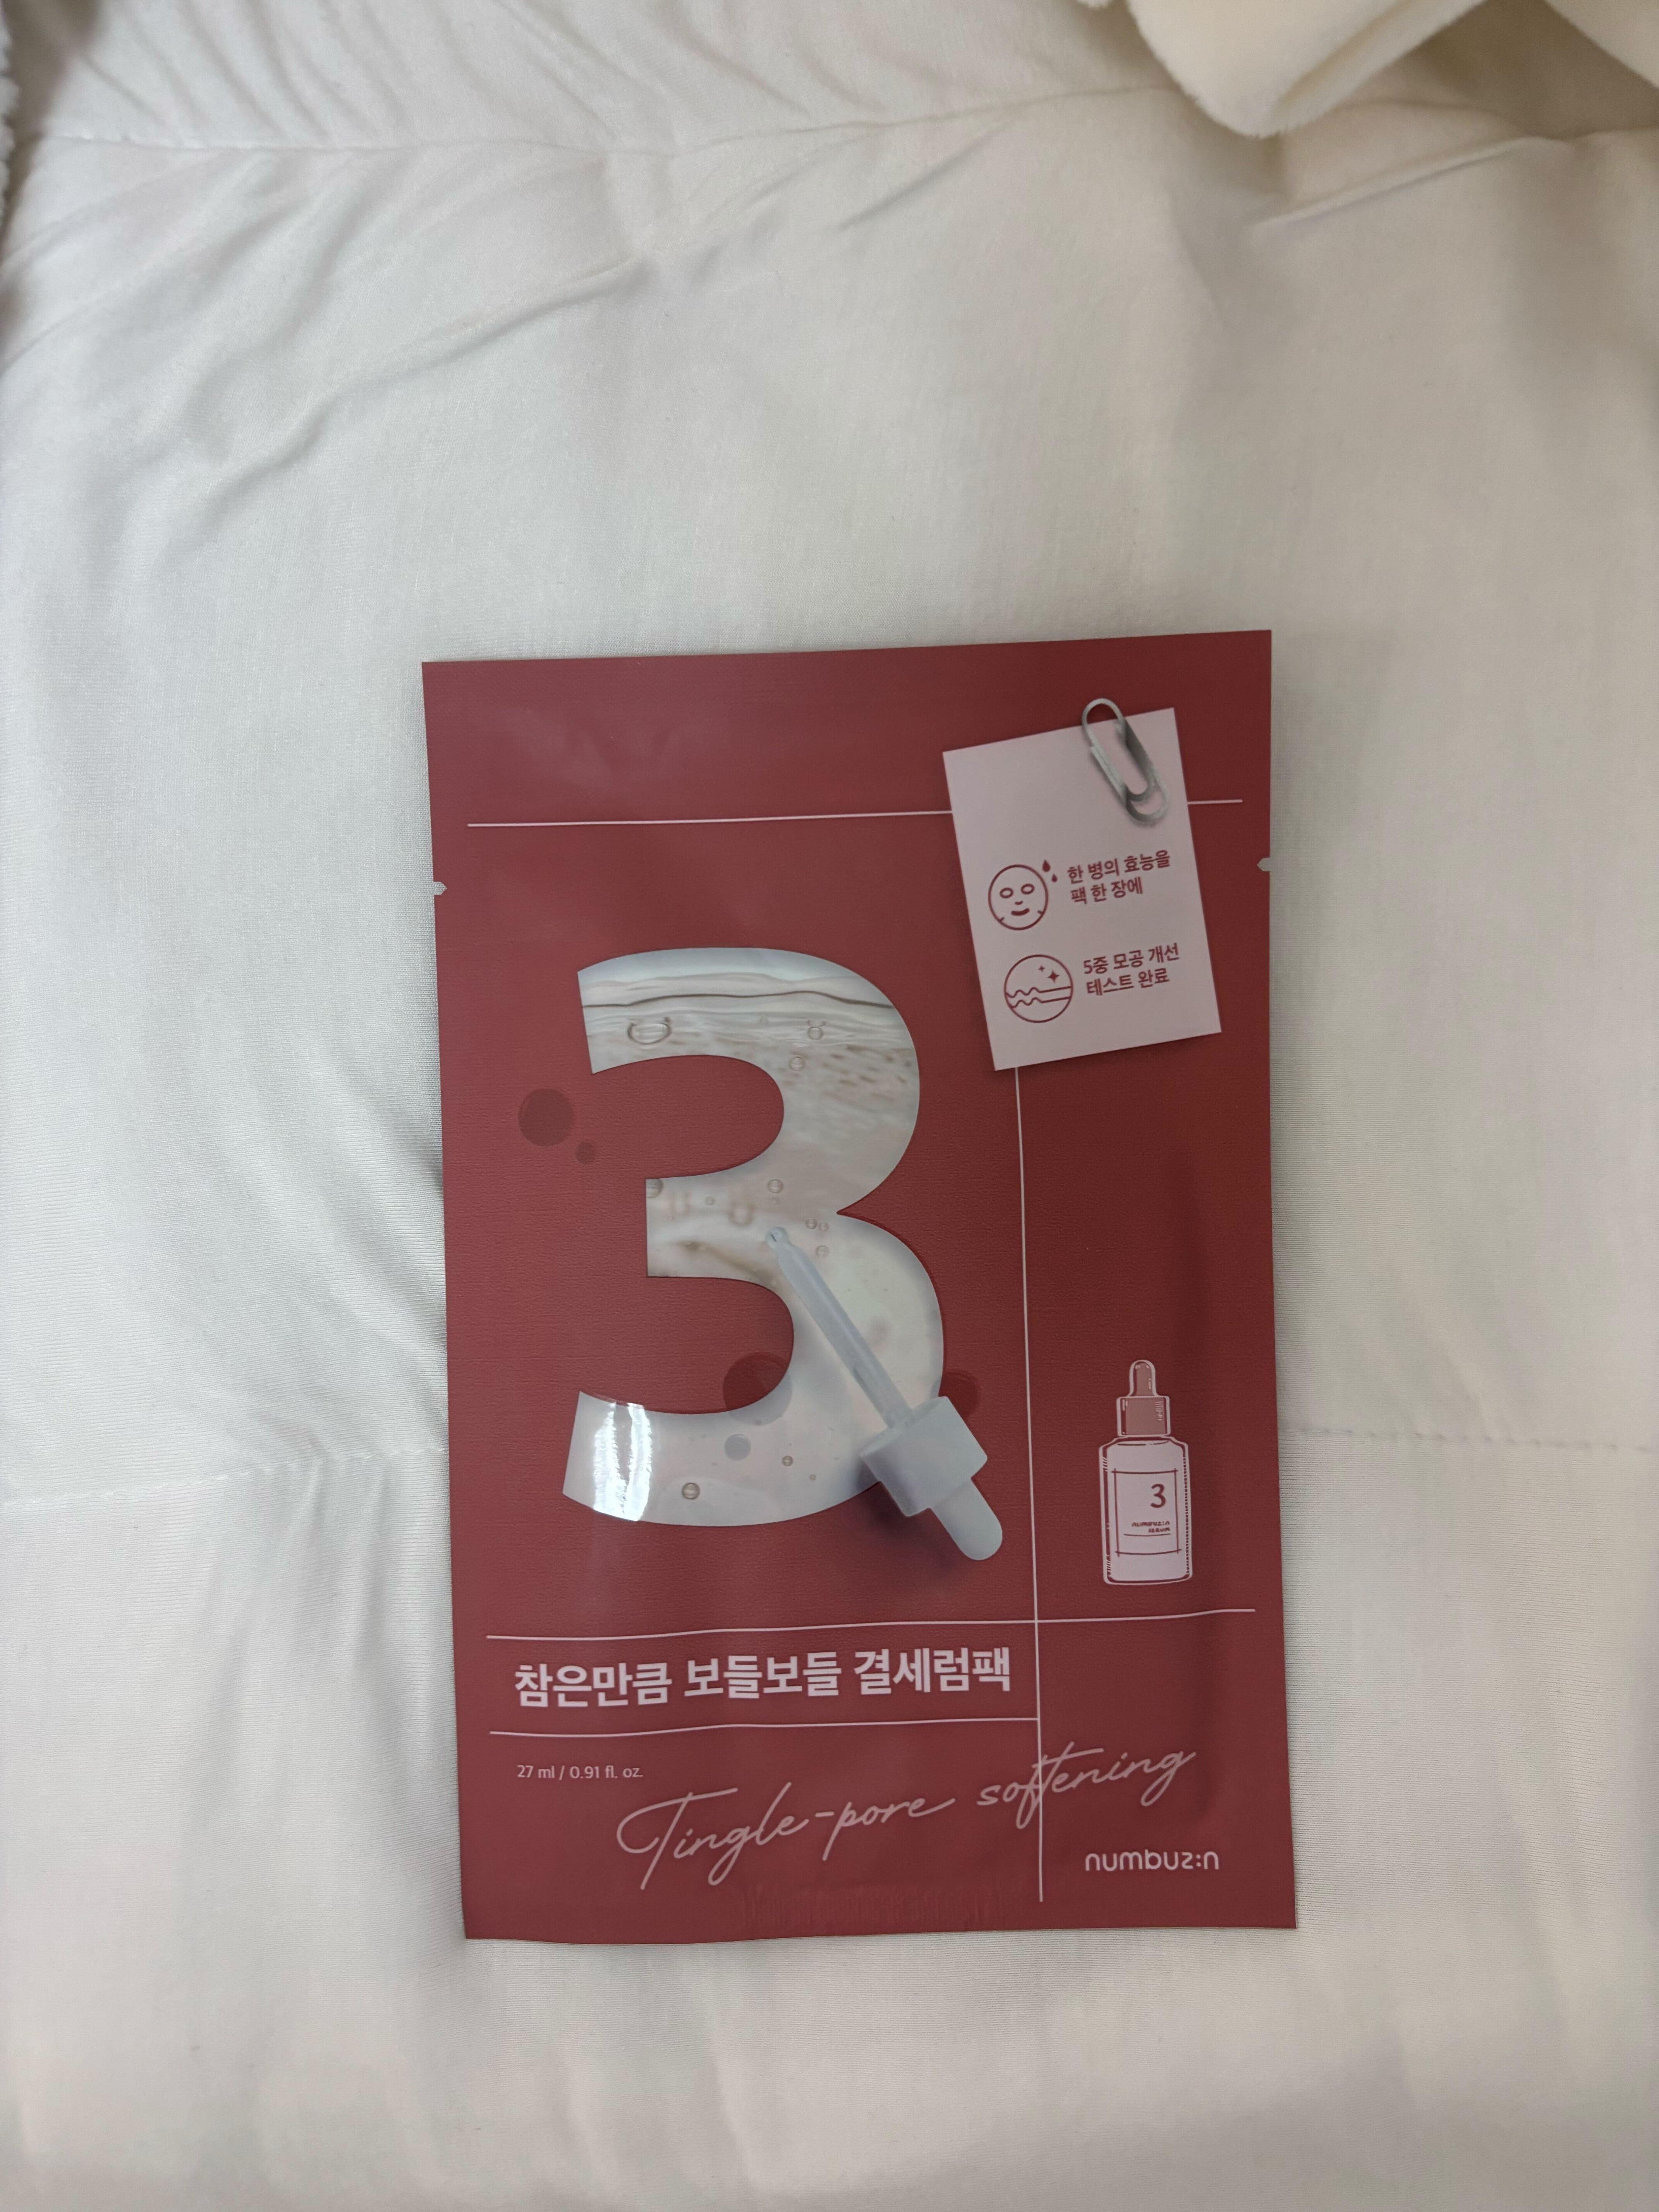 한 병의 효능을
팩 한 장에
5중 모공 개선
테스트 완료
3
3
numbuz:n
참은만큼 보들보들 결세럼팩
27 ml / 0.91 fl. oz.
Tingle-pore softening
numbuz:n